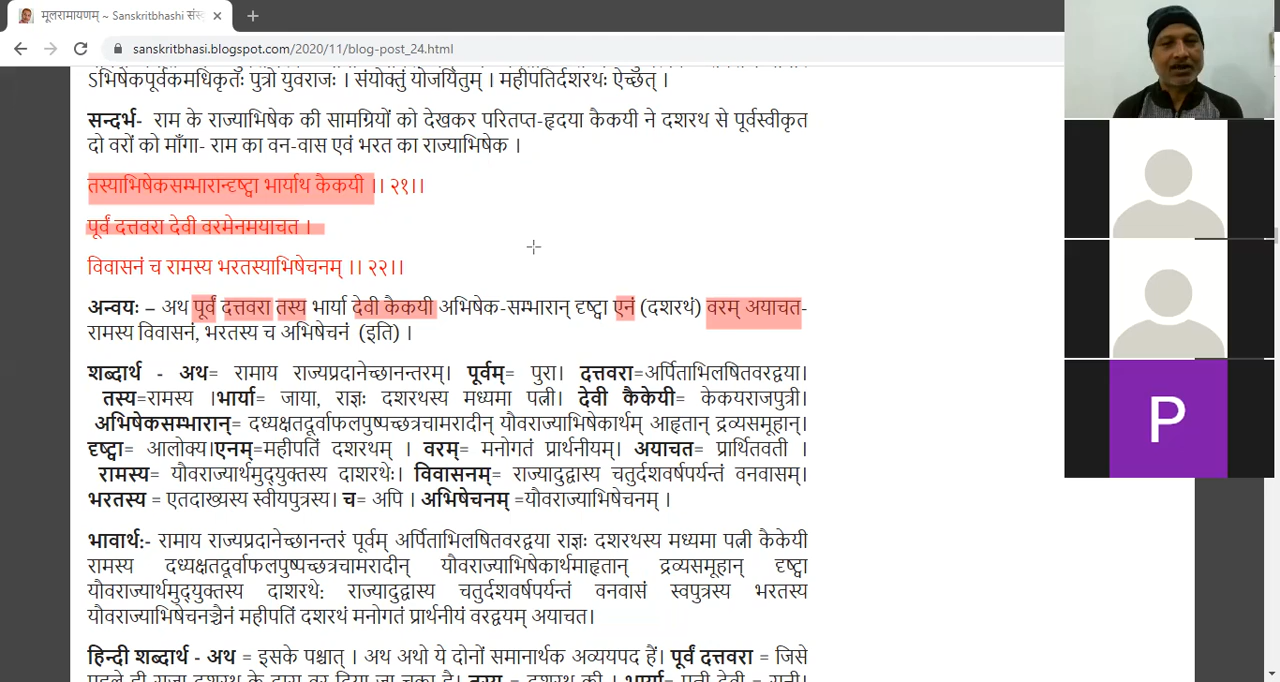 मूलरामायणम् ~ Sanskritbhashi संस्
sanskritbhasi.blogspot.com/2020/11/blog-post_24.html
ऽभिषेकपूर्वकमधिकृतः पुत्रो युवराजः । संयोक्तुं योजयितुम् । महीपतिर्दशरथः ऐच्छत् ।
सन्दर्भ- राम के राज्याभिषेक की सामग्रियों को देखकर परितप्त-हृदया कैकयी ने दशरथ से पूर्वस्वीकृत
दो वरों को माँगा- राम का वन-वास एवं भरत का राज्याभिषेक ।
तस्याभिषेकसम्भारान्दृष्ट्वा भार्याथ कैकयी ।। २१।।
पूर्वं दत्तवरा देवी वरमेनमयाचत ।
विवासनं च रामस्य भरतस्याभिषेचनम् ।। २२।।
अन्वयः – अथ पूर्वं दत्तवरा तस्य भार्या देवी कैकयी अभिषेक-सम्भारान् दृष्ट्वा एनं (दशरथं) वरम् अयाचत-
रामस्य विवासनं, भरतस्य च अभिषेचनं (इति) ।
शब्दार्थ - अथ= रामाय राज्यप्रदानेच्छानन्तरम्। पूर्वम्= पुरा। दत्तवरा=अर्पिताभिलषितवरद्वया।
तस्य=रामस्य ।भार्या= जाया, राज्ञः दशरथस्य मध्यमा पत्नी। देवी कैकेयी= केकयराजपुत्री।
अभिषेकसम्भारान्= दध्यक्षतदूर्वाफलपुष्पच्छत्रचामरादीन् यौवराज्याभिषेकार्थम् आहृतान् द्रव्यसमूहान्।
दृष्ट्वा= आलोक्य।एनम्=महीपतिं दशरथम् । वरम्= मनोगतं प्रार्थनीयम्। अयाचत= प्रार्थितवती ।
रामस्य= यौवराज्यार्थमुद्युक्तस्य दाशरथेः। विवासनम्= राज्यादुद्वास्य चतुर्दशवर्षपर्यन्तं वनवासम्।
भरतस्य = एतदाख्यस्य स्वीयपुत्रस्य। च= अपि । अभिषेचनम् =यौवराज्याभिषेचनम् ।
भावार्थ:- रामाय राज्यप्रदानेच्छानन्तरं पूर्वम् अर्पिताभिलषितवरद्वया राज्ञः दशरथस्य मध्यमा पत्नी कैकेयी
रामस्य दध्यक्षतदूर्वाफलपुष्पच्छत्रचामरादीन् यौवराज्याभिषेकार्थमाहृतान् द्रव्यसमूहान् दृष्ट्वा
यौवराज्यार्थमुद्युक्तस्य दाशरथे: राज्यादुद्वास्य चतुर्दशवर्षपर्यन्तं वनवासं स्वपुत्रस्य भरतस्य
यौवराज्याभिषेचनञ्चैनं महीपतिं दशरथं मनोगतं प्रार्थनीयं वरद्वयम् अयाचत।
हिन्दी शब्दार्थ - अथ = इसके पश्चात् । अथ अथो ये दोनों समानार्थक अव्ययपद हैं। पूर्वं दत्तवरा = जिसे
पहले ही राजा दशरथ के द्वारा वर दिया जा चुका है। तस्य = दशरथ की । भार्या= पत्नी देवी = रानी।
P